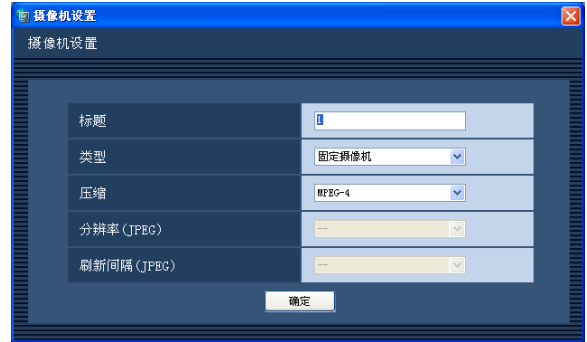 摄像机设置
摄像机设置
标题 1
类型 固定摄像机
压缩 MPEG-4
分辨率(JPEG) --
刷新间隔(JPEG) --
确定